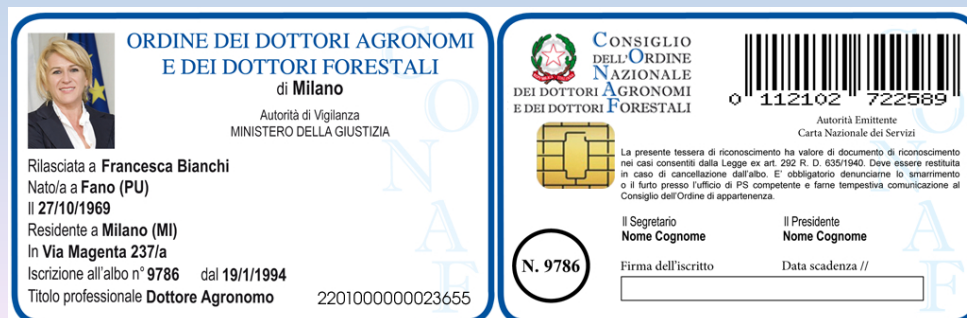 ORDINE DEI DOTTORI AGRONOMI
E DEI DOTTORI FORESTALI
di Milano
Autorità di Vigilanza
MINISTERO DELLA GIUSTIZIA
Rilasciata a Francesca Bianchi
Nato/a a Fano (PU)
Il 27/10/1969
Residente a Milano (MI)
In Via Magenta 237/a
Iscrizione all'albo n° 9786 dal 19/1/1994
Titolo professionale Dottore Agronomo
2201000000023655
CONAF
CONSIGLIO
DELL'ORDINE
NAZIONALE
DEI DOTTORI AGRONOMI
E DEI DOTTORI FORESTALI
0 112102 722589
Autorità Emittente
Carta Nazionale dei Servizi
La presente tessera di riconoscimento ha valore di documento di riconoscimento
nei casi consentiti dalla Legge ex art. 292 R. D. 635/1940. Deve essere restituita
in caso di cancellazione dall'albo. E' obbligatorio denunciarne lo smarrimento
o il furto presso l'ufficio di PS competente e farne tempestiva comunicazione al
Consiglio dell'Ordine di appartenenza.
Il Segretario
Nome Cognome
Il Presidente
Nome Cognome
N. 9786
Firma dell'iscritto
Data scadenza //
CONAF